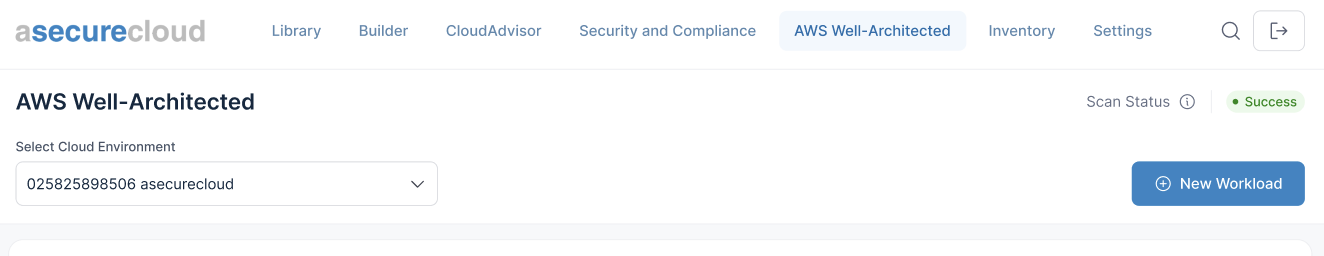 asecurecloud Library Builder CloudAdvisor Security and Compliance AWS Well-Architected Inventory Settings
AWS Well-Architected Scan Status Success
Select Cloud Environment
025825898506 asecurecloud New Workload